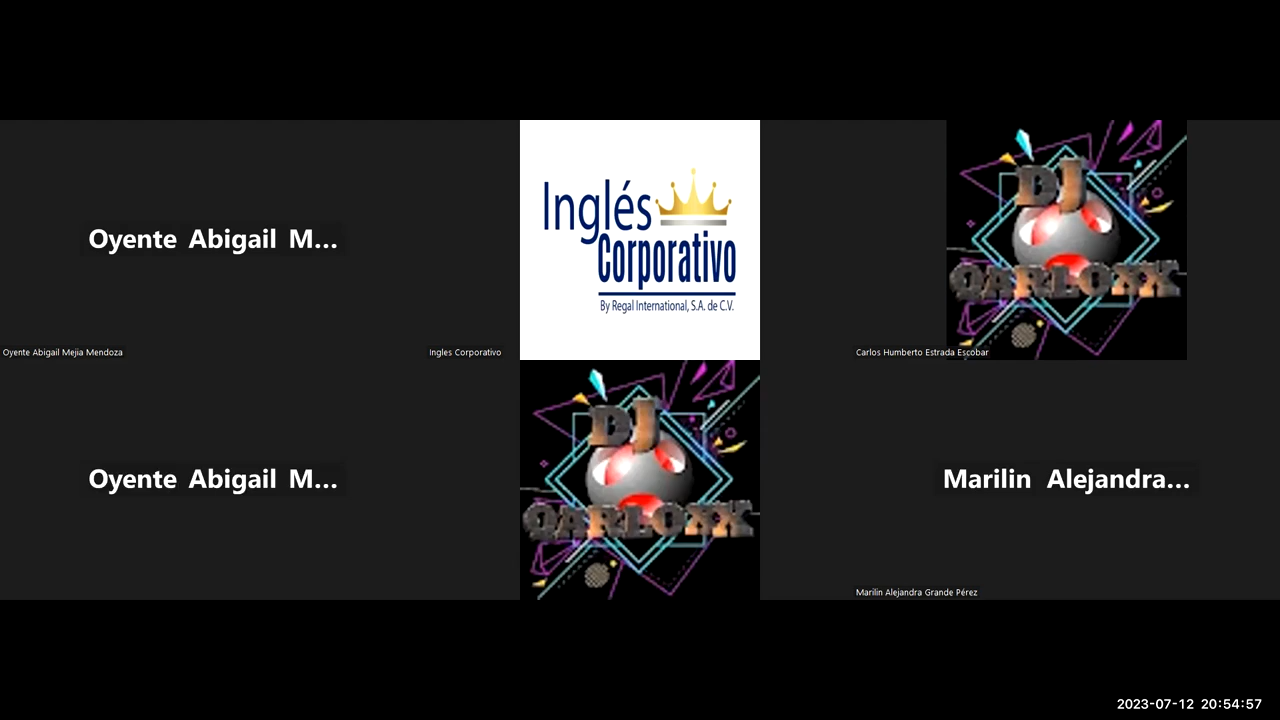 Oyente Abigail M...
Oyente Abigail Mejia Mendoza
Inglés
Corporativo
By Regal International, S.A. de C.V.
Ingles Corporativo
DJ
QARLOXX
Carlos Humberto Estrada Escobar
Oyente Abigail M...
DJ
QARLOXX
Marilin Alejandra...
Marilin Alejandra Grande Pérez
2023-07-12 20:54:57